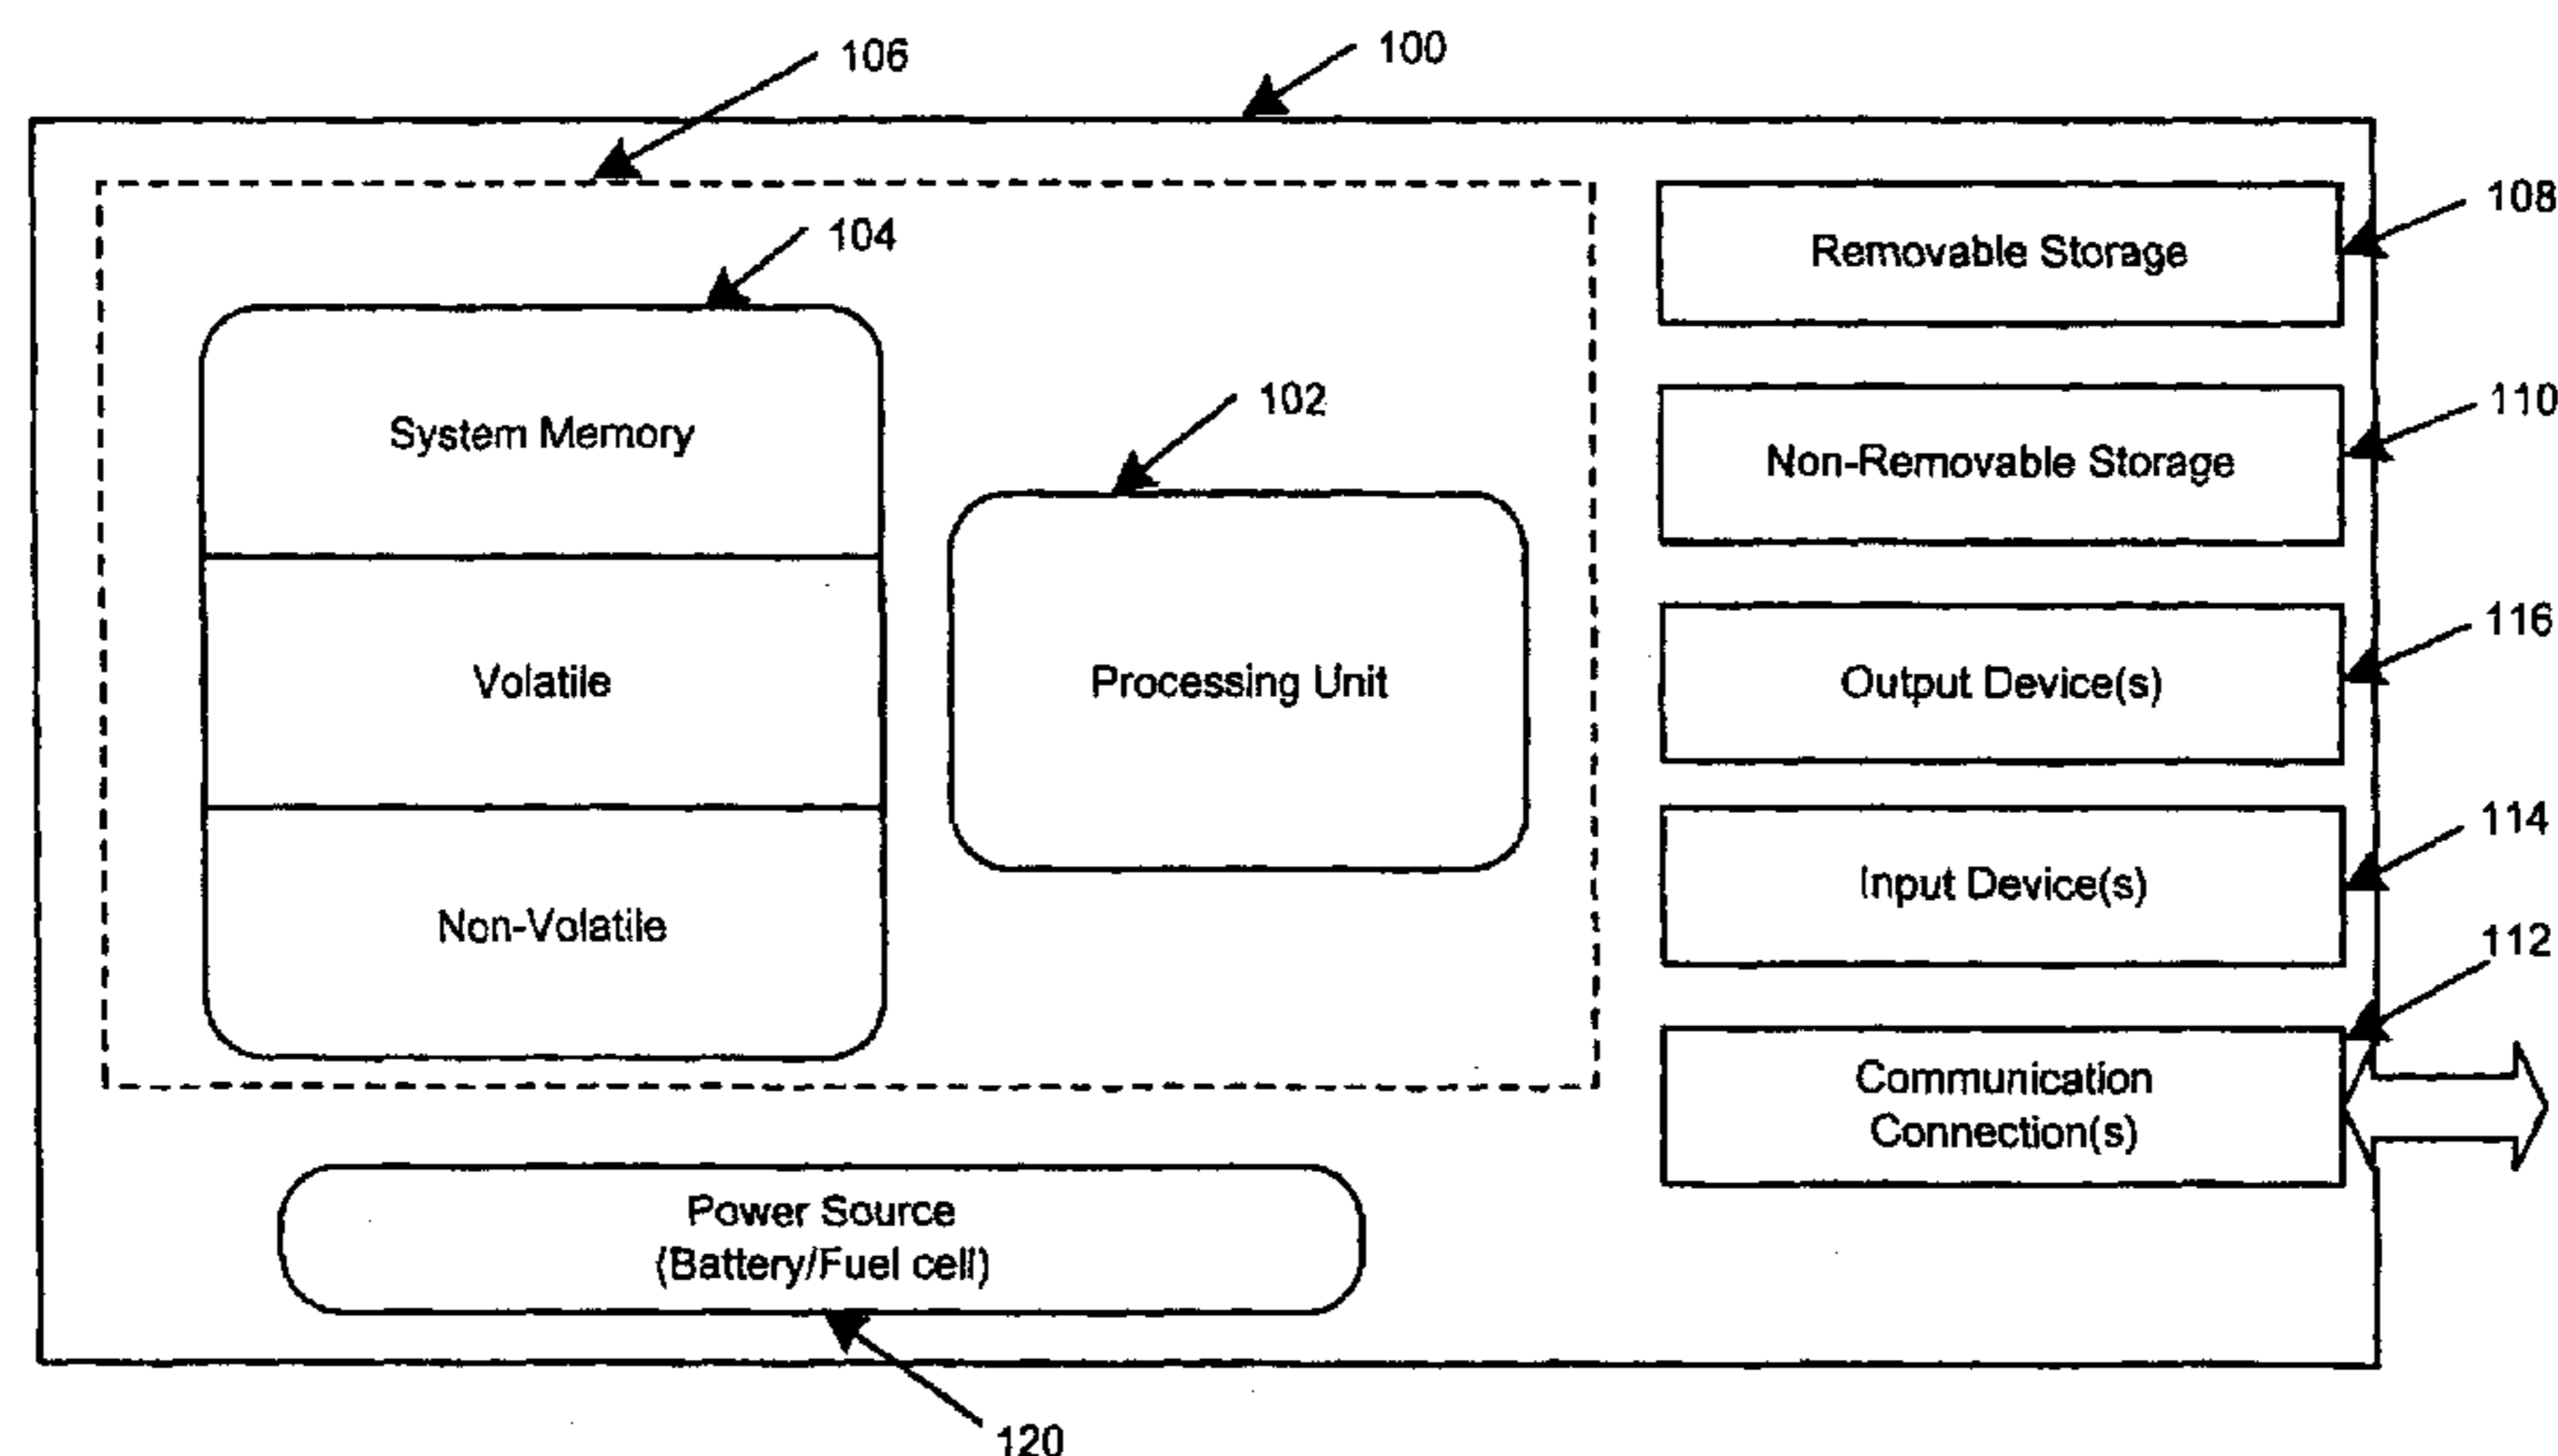 100
106
108
Removable Storage
104
110
Non-Removable Storage
102
System Memory
116
Output Device(s)
Volatile
Processing Unit
114
Input Device(s)
Non-Volatile
112
Communication
Connection(s)
Power Source
(Battery/Fuel cell)
120